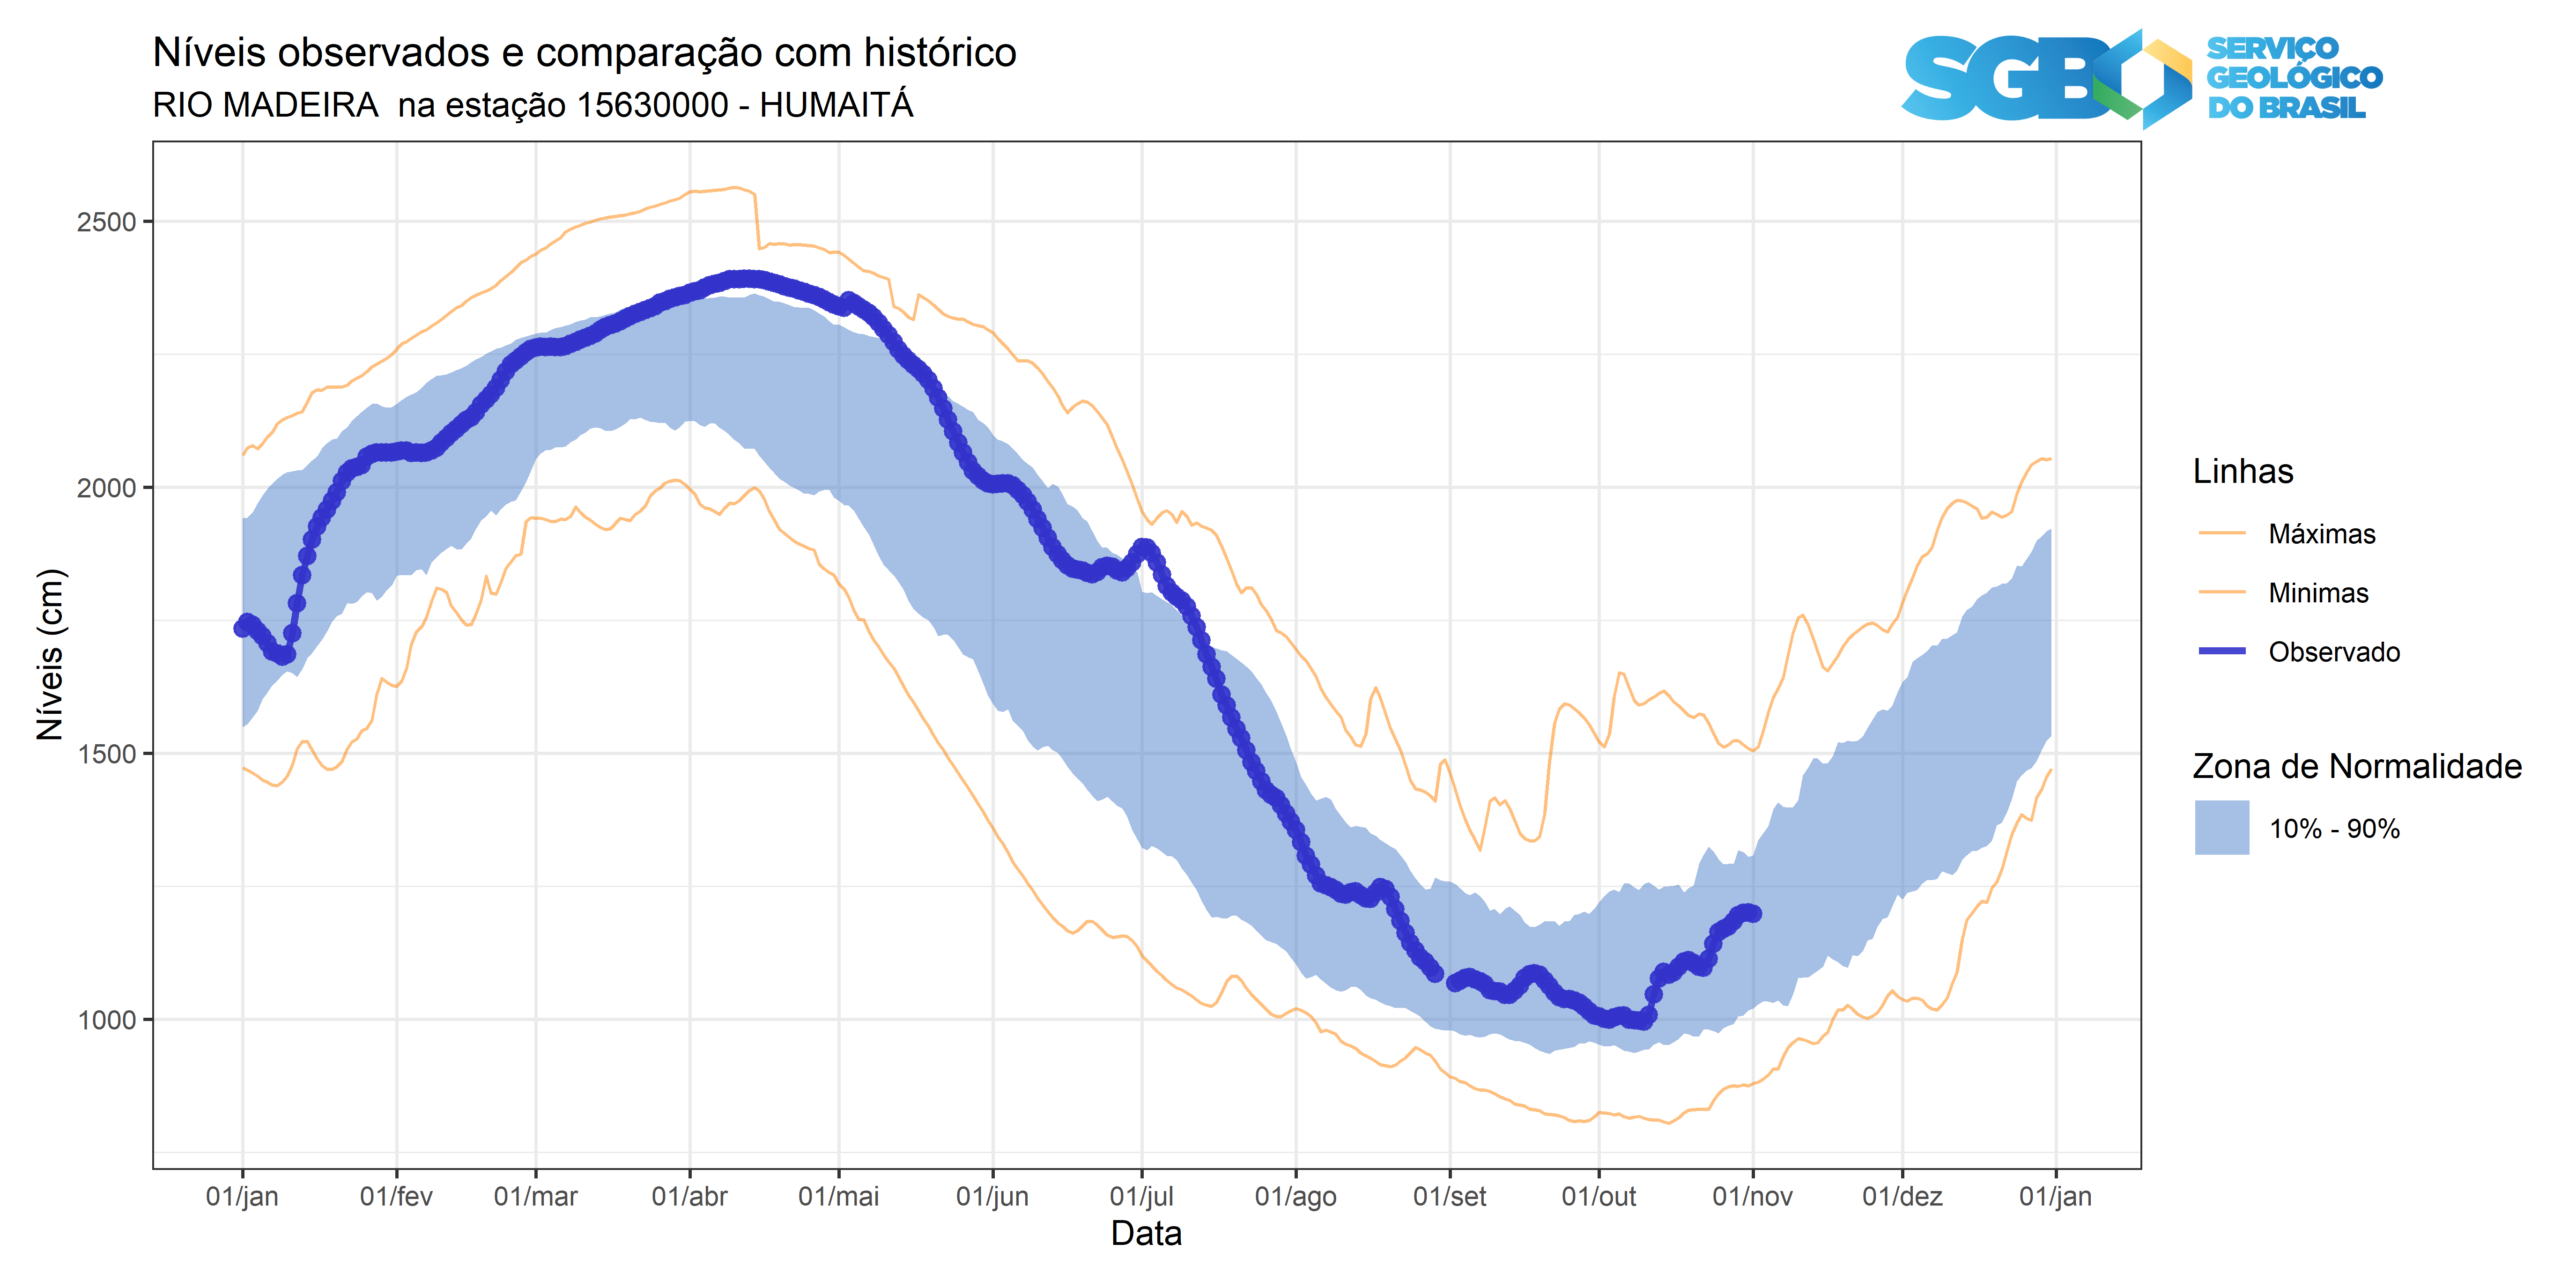 Níveis observados e comparação com histórico
RIO MADEIRA na estação 15630000 - HUMAITÁ
SGB
SERVIÇO
GEOLÓGICO
DO BRASIL
Níveis (cm)
2500
2000
1500
1000
01/jan
01/fev
01/mar
01/abr
01/mai
01/jun
01/jul
01/ago
01/set
01/out
01/nov
01/dez
01/jan
Data
Linhas
Máximas
Minimas
Observado
Zona de Normalidade
10% - 90%